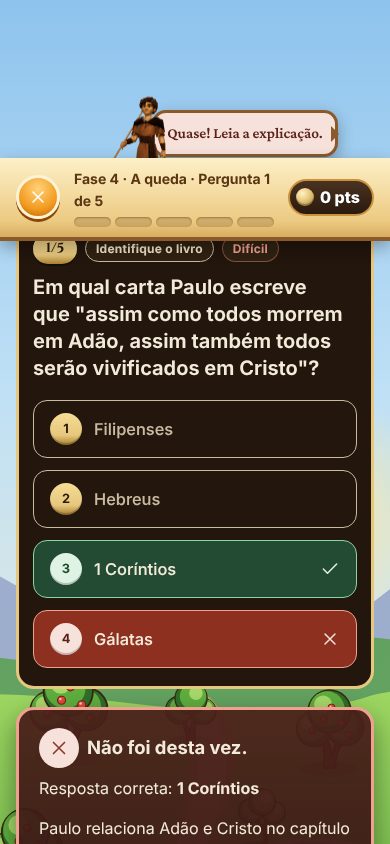 Quase! Leia a explicação.
Fase 4 · A queda · Pergunta 1
de 5
0 pts
1/5
Identifique o livro
Difícil
Em qual carta Paulo escreve
que "assim como todos morrem
em Adão, assim também todos
serão vivificados em Cristo"?
1 Filipenses
2 Hebreus
3 1 Coríntios
4 Gálatas
Não foi desta vez.
Resposta correta: 1 Coríntios
Paulo relaciona Adão e Cristo no capítulo